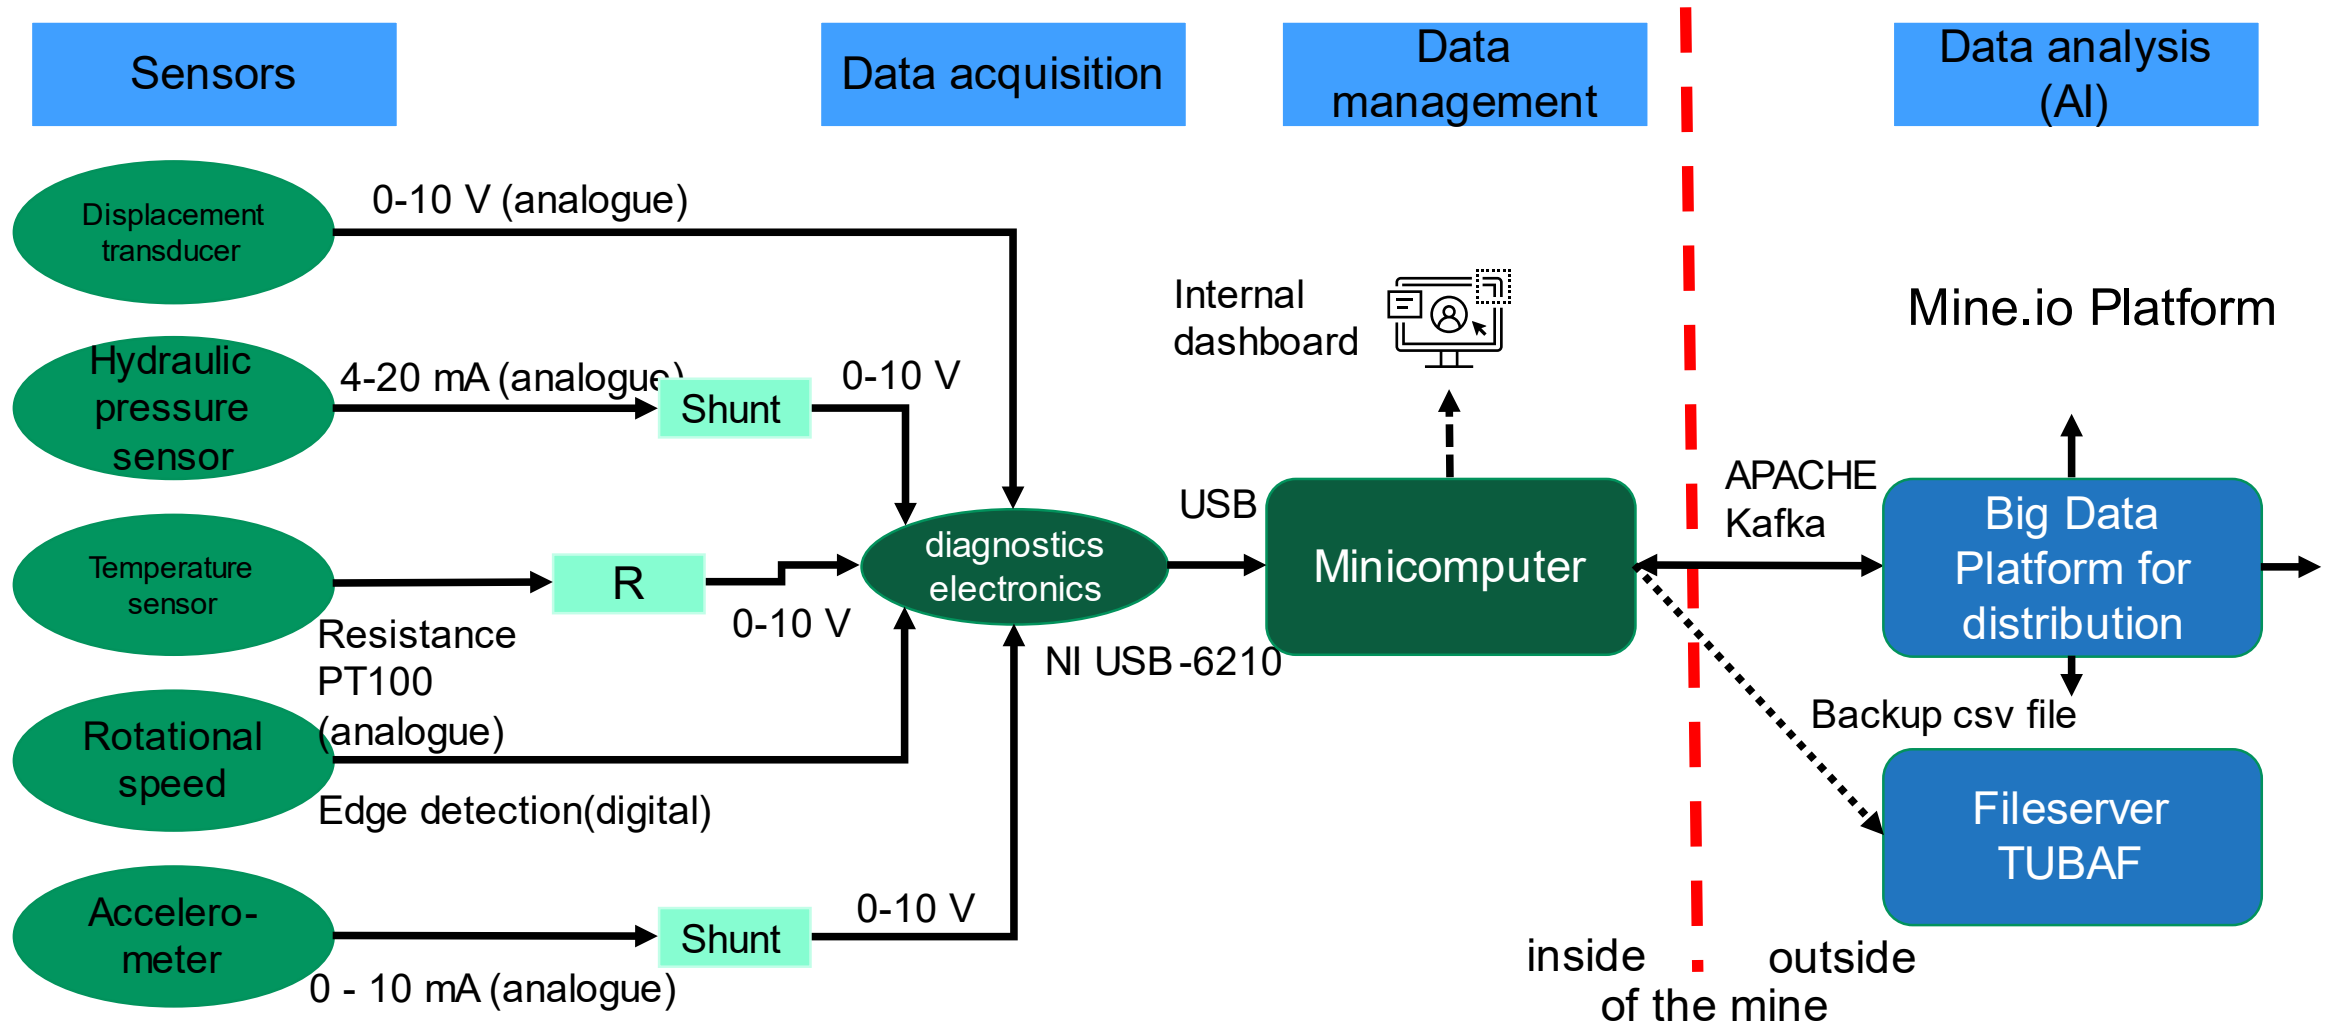 Sensors
Data acquisition
Data
management
Data analysis
(AI)
Displacement
transducer
0-10 V (analogue)
Hydraulic
pressure
sensor
4-20 mA (analogue)
Shunt
0-10 V
Temperature
sensor
Resistance
PT100
(analogue)
R
0-10 V
Rotational
speed
Edge detection(digital)
Accelero-
meter
0 - 10 mA (analogue)
Shunt
0-10 V
diagnostics
electronics
NI USB-6210
USB
Internal
dashboard
Minicomputer
APACHE
Kafka
Mine.io Platform
Big Data
Platform for
distribution
Backup csv file
Fileserver
TUBAF
inside
outside
of the mine